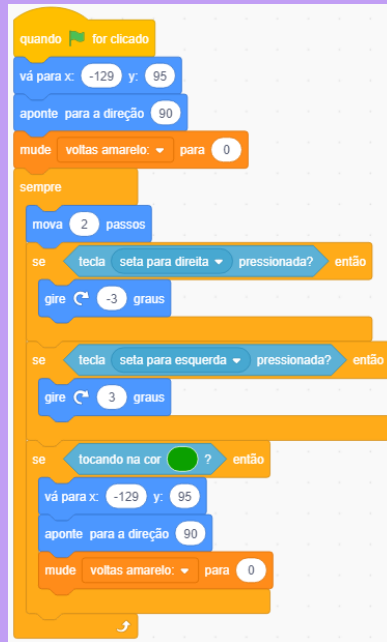 quando for clicado
vá para x: -129 y: 95
aponte para a direção 90
mude voltas amarelo: para 0
sempre
mova 2 passos
se tecla seta para direita pressionada? então
gire -3 graus
se tecla seta para esquerda pressionada? então
gire 3 graus
se tocando na cor ? então
vá para x: -129 y: 95
aponte para a direção 90
mude voltas amarelo: para 0